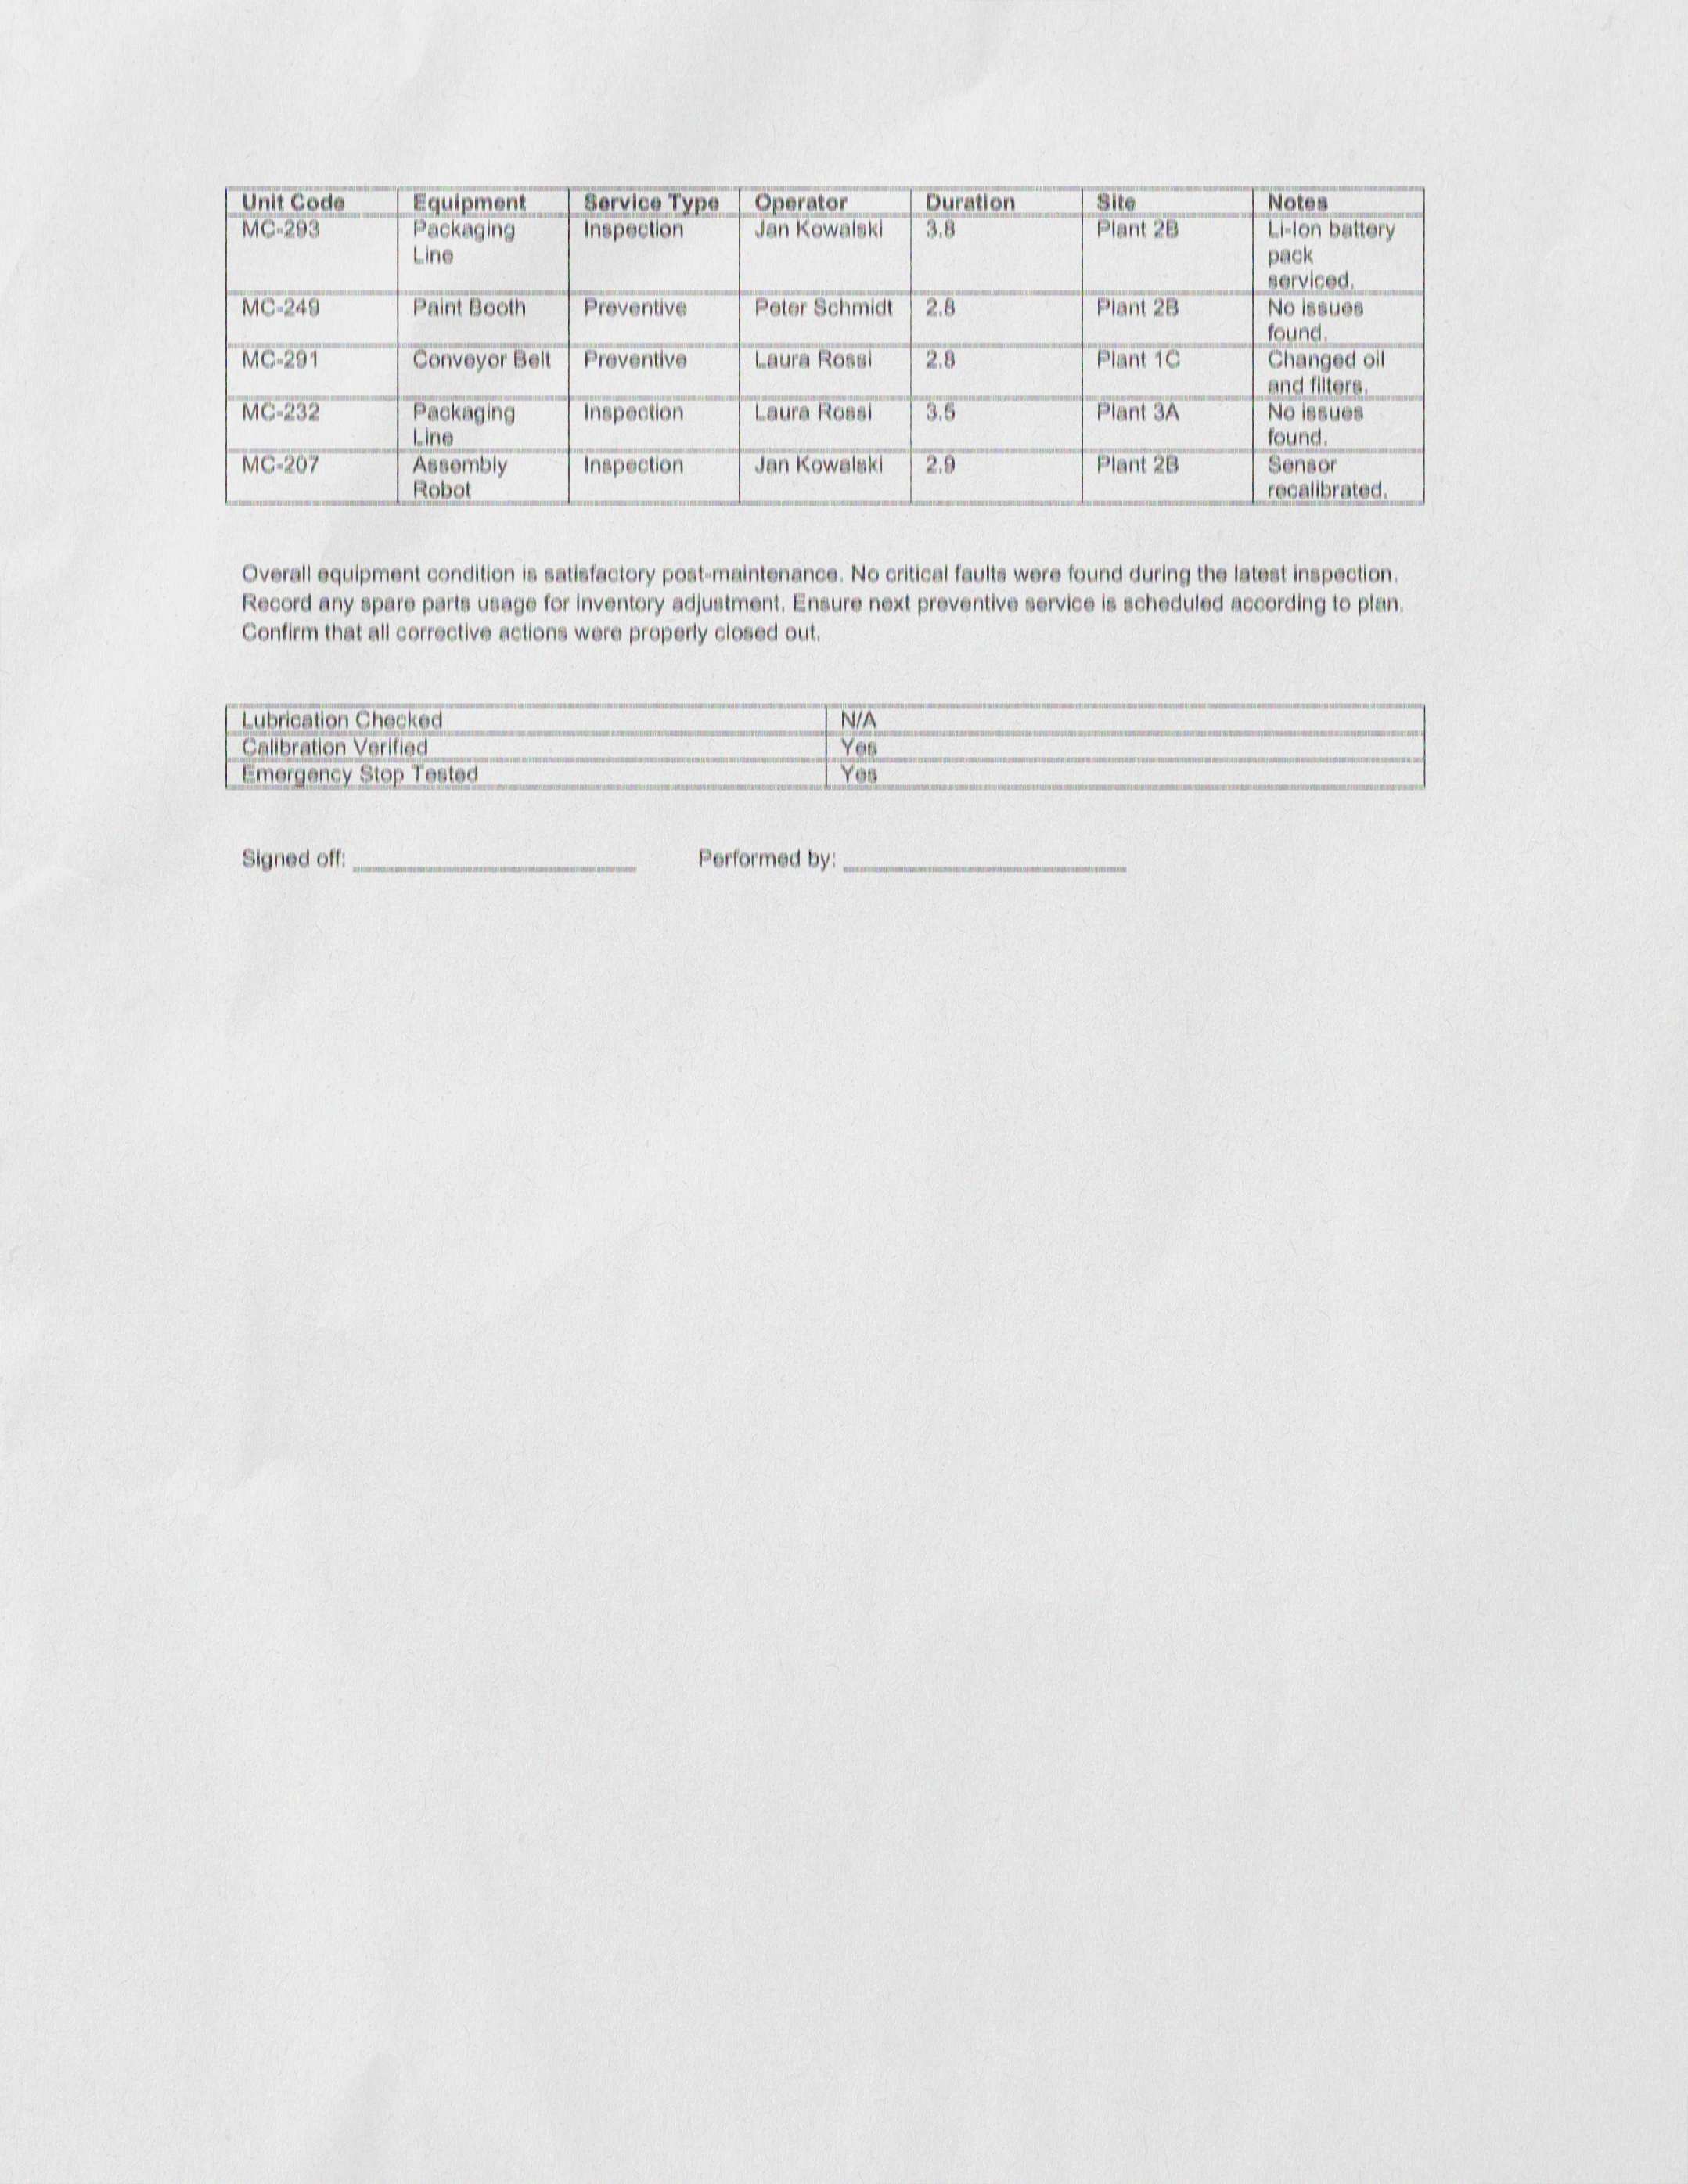 Unit Code Equipment Service Type Operator Duration Site Notes
MC-293 Packaging Line Inspection Jan Kowalski 3.8 Plant 2B Li-Ion battery pack serviced.
MC-249 Paint Booth Preventive Peter Schmidt 2.8 Plant 2B No issues found.
MC-291 Conveyor Belt Preventive Laura Rossi 2.8 Plant 1C Changed oil and filters.
MC-232 Packaging Line Inspection Laura Rossi 3.5 Plant 3A No issues found.
MC-207 Assembly Robot Inspection Jan Kowalski 2.9 Plant 2B Sensor recalibrated.
Overall equipment condition is satisfactory post-maintenance. No critical faults were found during the latest inspection.
Record any spare parts usage for inventory adjustment. Ensure next preventive service is scheduled according to plan.
Confirm that all corrective actions were properly closed out.
Lubrication Checked N/A
Calibration Verified Yes
Emergency Stop Tested Yes
Signed off: Performed by: